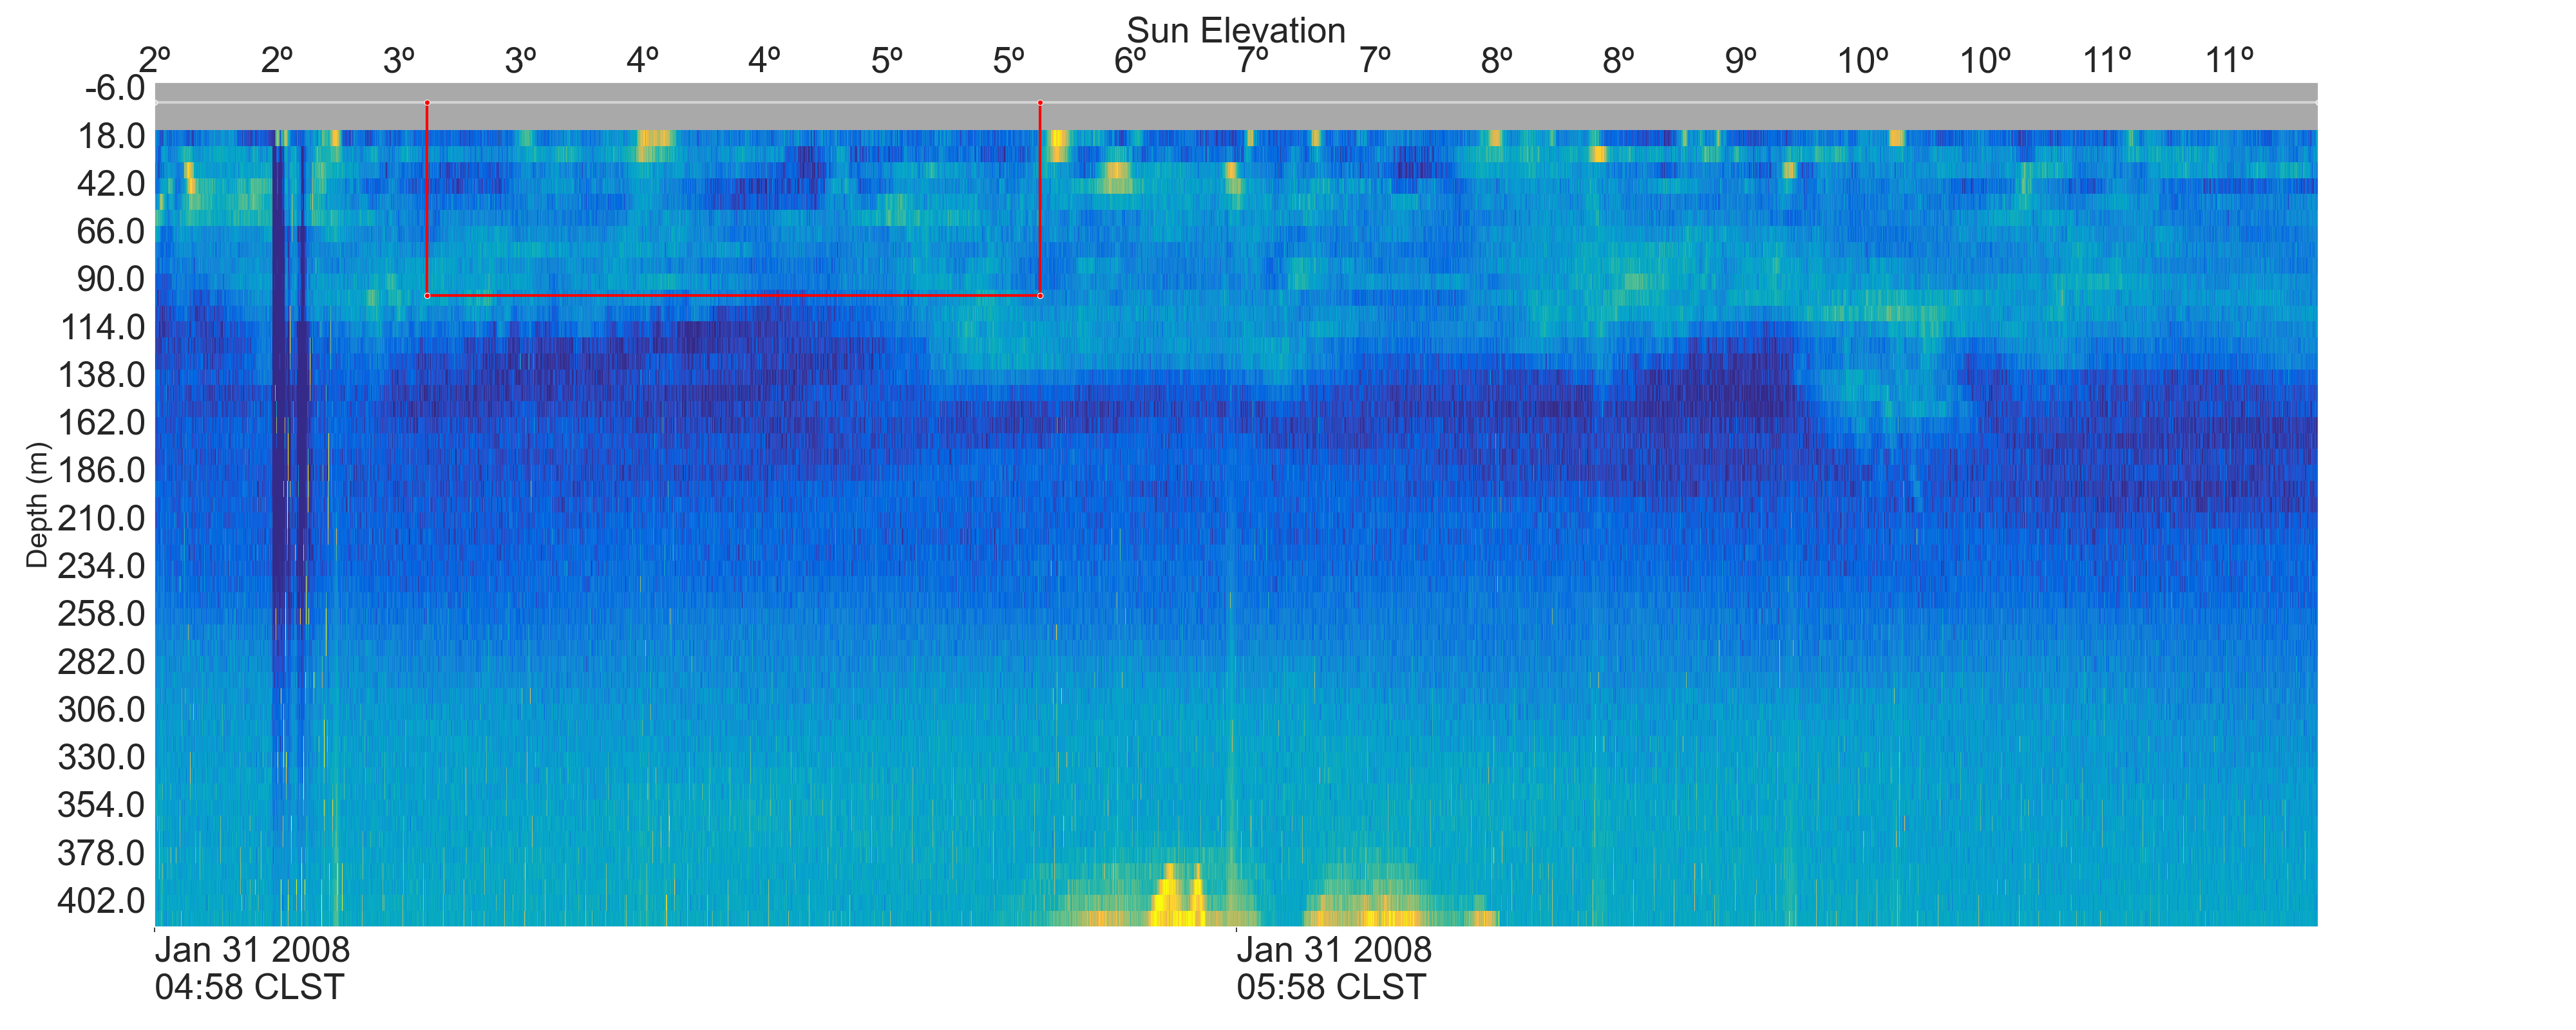 Sun Elevation
2º 2º 3º 3º 4º 4º 5º 5º 6º 7º 7º 8º 8º 9º 10º 10º 11º 11º
-6.0
18.0
42.0
66.0
90.0
114.0
138.0
162.0
186.0
210.0
234.0
258.0
282.0
306.0
330.0
354.0
378.0
402.0
Depth (m)
Jan 31 2008
04:58 CLST
Jan 31 2008
05:58 CLST